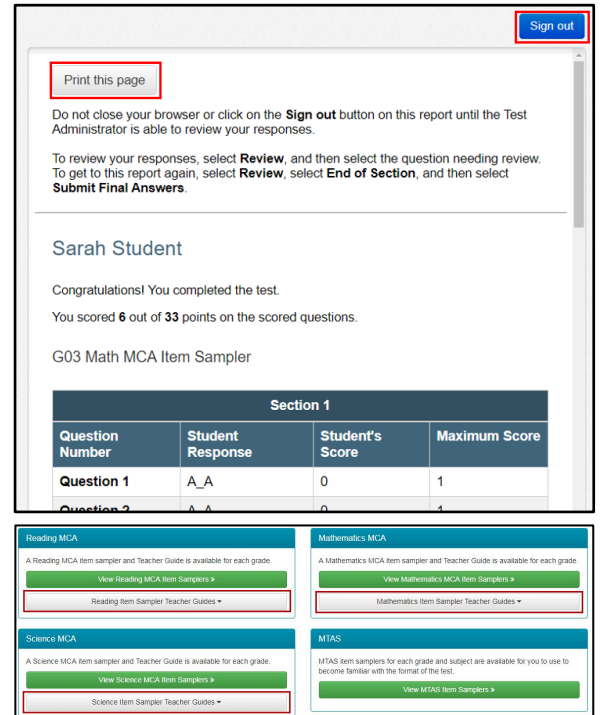 Sign out
Print this page
Do not close your browser or click on the Sign out button on this report until the Test
Administrator is able to review your responses.
To review your responses, select Review, and then select the question needing review.
To get to this report again, select Review, select End of Section, and then select
Submit Final Answers.
Sarah Student
Congratulations! You completed the test.
You scored 6 out of 33 points on the scored questions.
G03 Math MCA Item Sampler
Section 1
Question Number Student Response Student's Score Maximum Score
Question 1 A_A 0 1
Question 2 A_A 0 1
Reading MCA
A Reading MCA item sampler and Teacher Guide is available for each grade.
View Reading MCA Item Samplers »
Reading Item Sampler Teacher Guides
Mathematics MCA
A Mathematics MCA item sampler and Teacher Guide is available for each grade.
View Mathematics MCA Item Samplers »
Mathematics Item Sampler Teacher Guides
Science MCA
A Science MCA item sampler and Teacher Guide is available for each grade.
View Science MCA Item Samplers »
Science Item Sampler Teacher Guides
MTAS
MTAS item samplers for each grade and subject are available for you to use to
become familiar with the format of the test.
View MTAS Item Samplers »